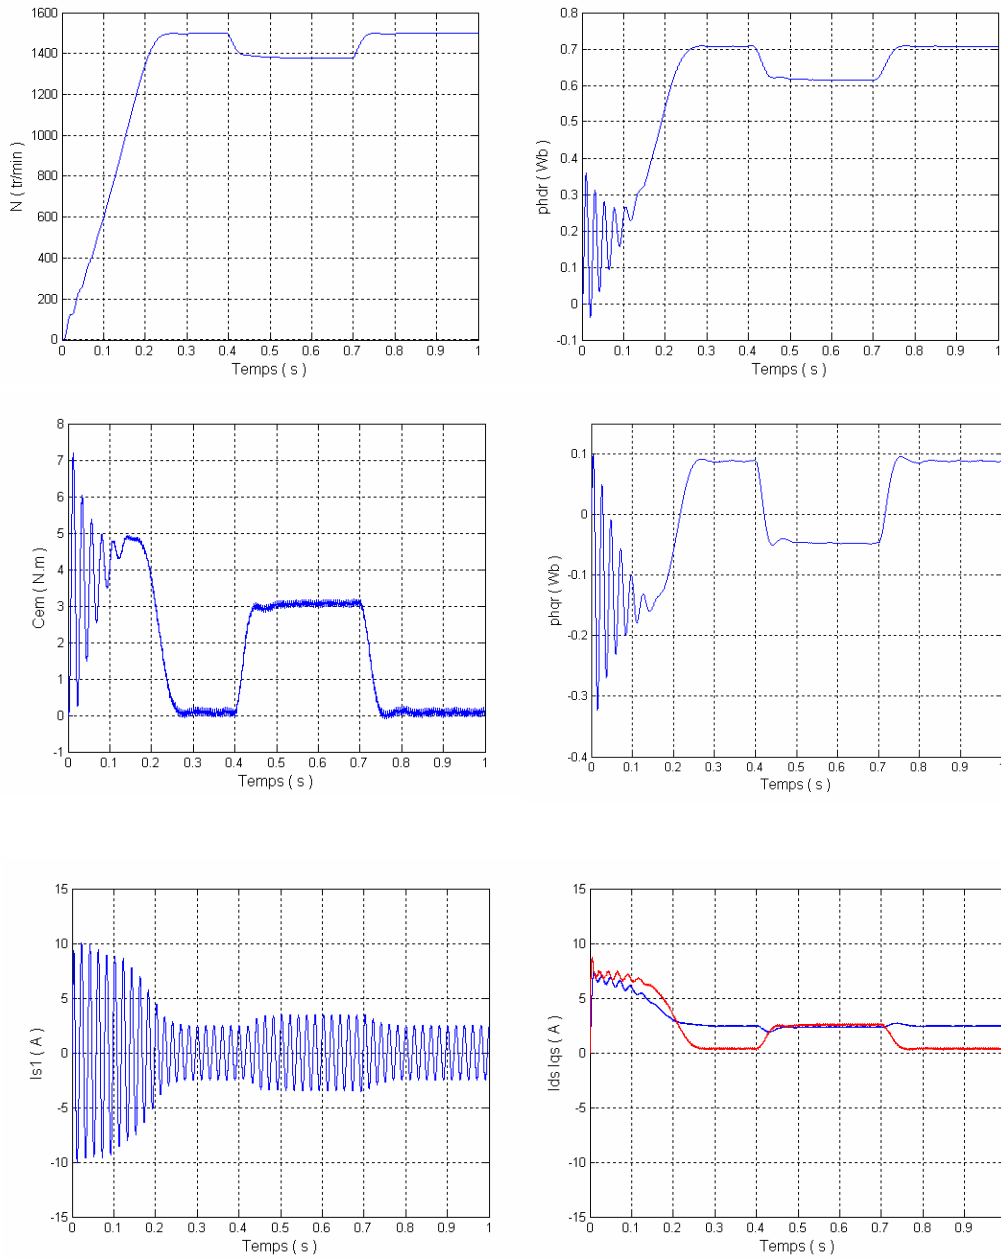 1600
1400
1200
1000
800
600
400
200
0
N ( tr/min )
0 0.1 0.2 0.3 0.4 0.5 0.6 0.7 0.8 0.9 1
Temps ( s )
0.8
0.7
0.6
0.5
0.4
0.3
0.2
0.1
0
-0.1
phdr ( Wb )
0 0.1 0.2 0.3 0.4 0.5 0.6 0.7 0.8 0.9 1
Temps ( s )
8
7
6
5
4
3
2
1
0
-1
Cem ( N.m )
0 0.1 0.2 0.3 0.4 0.5 0.6 0.7 0.8 0.9 1
Temps ( s )
0.1
0
-0.1
-0.2
-0.3
-0.4
phqr ( Wb )
0 0.1 0.2 0.3 0.4 0.5 0.6 0.7 0.8 0.9 1
Temps ( s )
15
10
5
0
-5
-10
-15
Is1 ( A )
0 0.1 0.2 0.3 0.4 0.5 0.6 0.7 0.8 0.9 1
Temps ( s )
15
10
5
0
-5
-10
-15
Ids Iqs ( A )
0 0.1 0.2 0.3 0.4 0.5 0.6 0.7 0.8 0.9 1
Temps ( s )